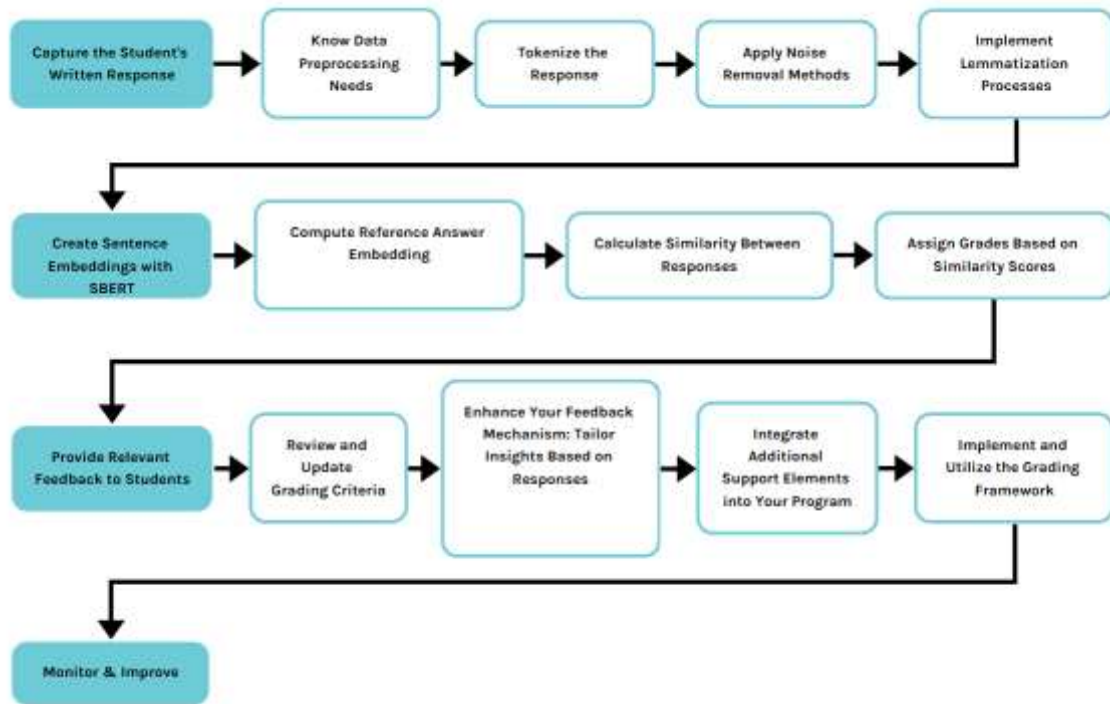 Capture the Student's
Written Response
Know Data
Preprocessing
Needs
Tokenize the
Response
Apply Noise
Removal Methods
Implement
Lemmatization
Processes
Create Sentence
Embeddings with
SBERT
Compute Reference Answer
Embedding
Calculate Similarity Between
Responses
Assign Grades Based on
Similarity Scores
Provide Relevant
Feedback to Students
Review and
Update
Grading Criteria
Enhance Your Feedback
Mechanism: Tailor
Insights Based on
Responses
Integrate
Additional
Support Elements
into Your Program
Implement and
Utilize the Grading
Framework
Monitor & Improve